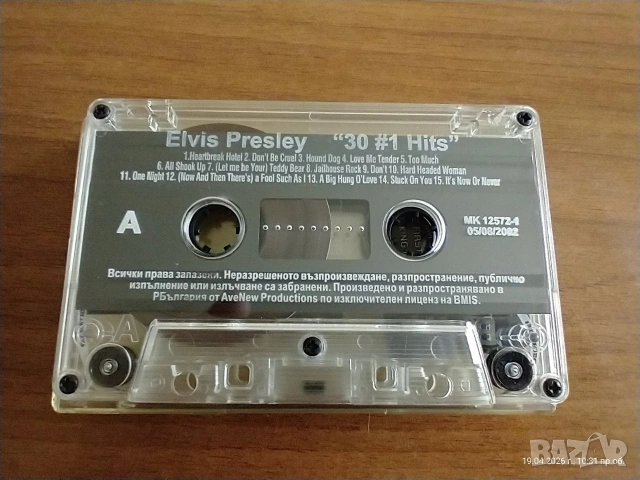 Elvis Presley "30 #1 Hits"
1.Heartbreak Hotel 2. Don't Be Cruel 3. Hound Dog 4. Love Me Tender 5. Too Much
6. All Shook Up 7. (Let me be Your) Teddy Bear 8. Jailhouse Rock 9. Don't 10. Hard Headed Woman
11. One Night 12. (Now And Then There's) a Fool Such As I 13. A Big Hung O'Love 14. Stuck On You 15. It's Now Or Never
A
MK 12572-4
05/08/2002
Всички права запазени. Неразрешеното възпроизвеждане, разпространение, публично
изпълнение или излъчване са забранени. Произведено и разпространявано в
РБългария от AveNew Productions по изключителен лиценз на BMIS.
A
BAZAR
19.04.2026 г. 10:31 пр.об.